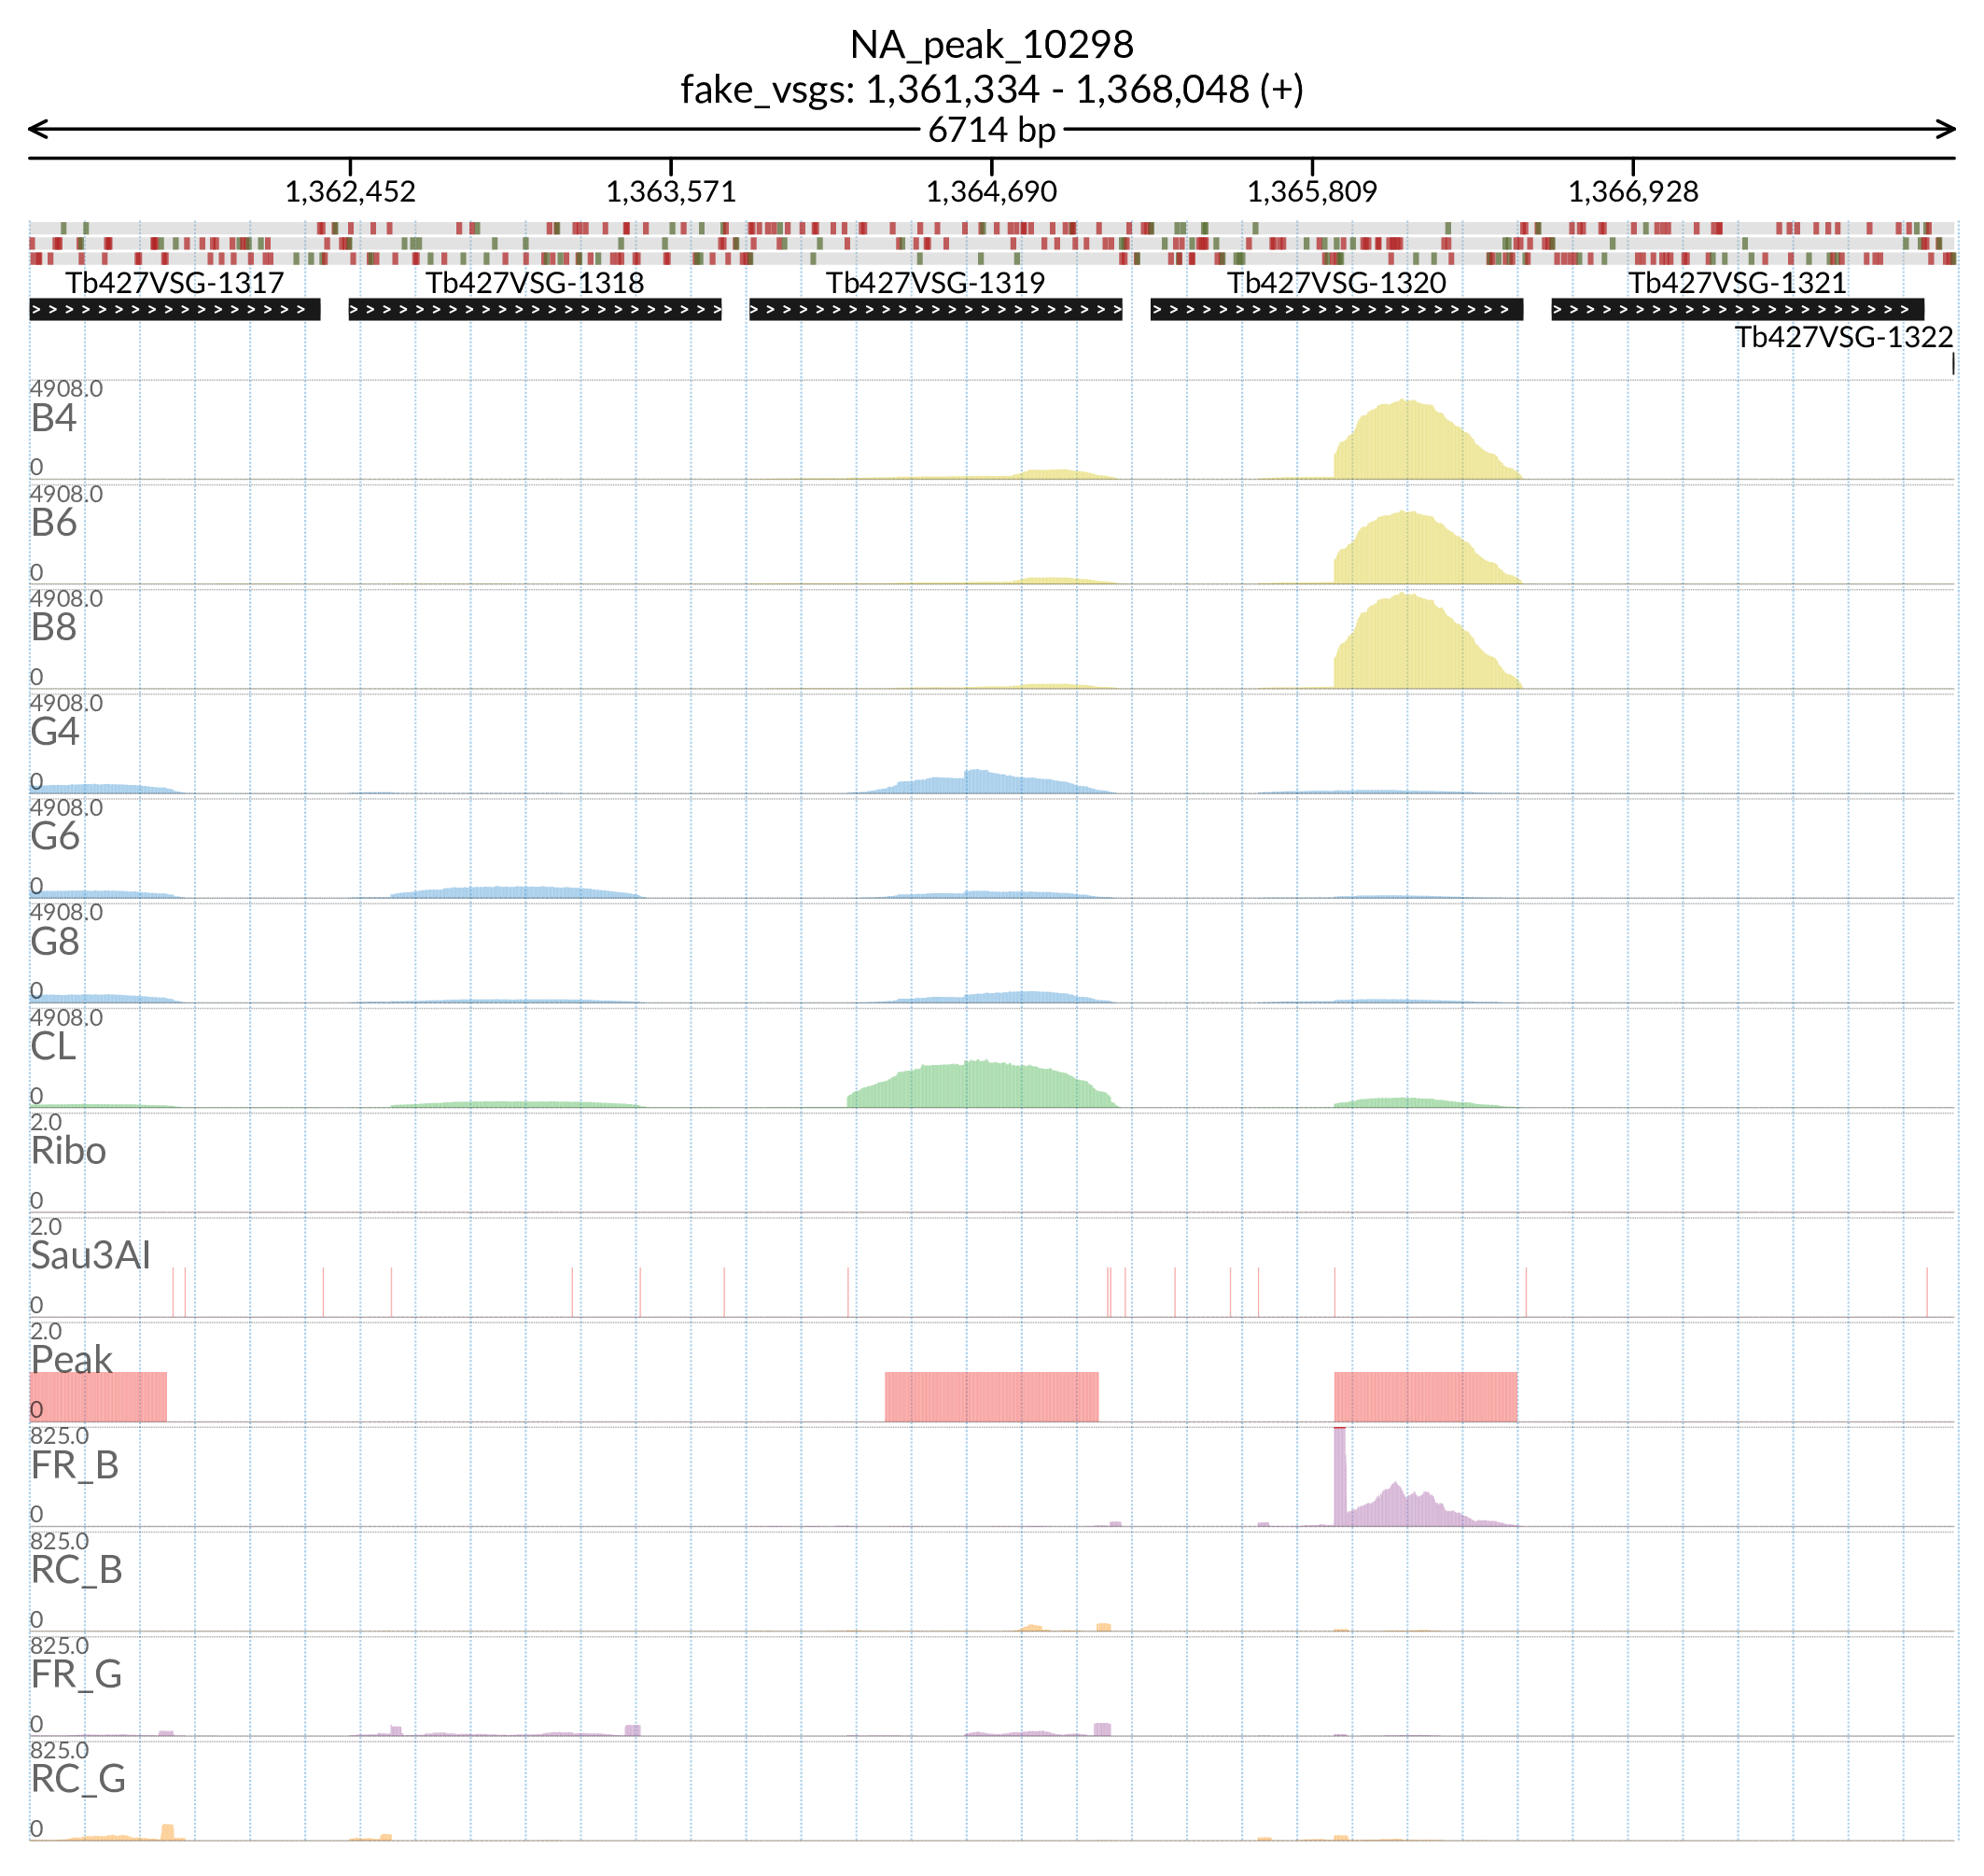 NA_peak_10298
fake_vsgs: 1,361,334 - 1,368,048 (+)
6714 bp
1,362,452 1,363,571 1,364,690 1,365,809 1,366,928
Tb427VSG-1317 Tb427VSG-1318 Tb427VSG-1319 Tb427VSG-1320 Tb427VSG-1321
Tb427VSG-1322
4908.0
B4
0
4908.0
B6
0
4908.0
B8
0
4908.0
G4
0
4908.0
G6
0
4908.0
G8
0
4908.0
CL
0
2.0
Ribo
0
2.0
Sau3AI
0
2.0
Peak
0
825.0
FR_B
0
825.0
RC_B
0
825.0
FR_G
0
825.0
RC_G
0